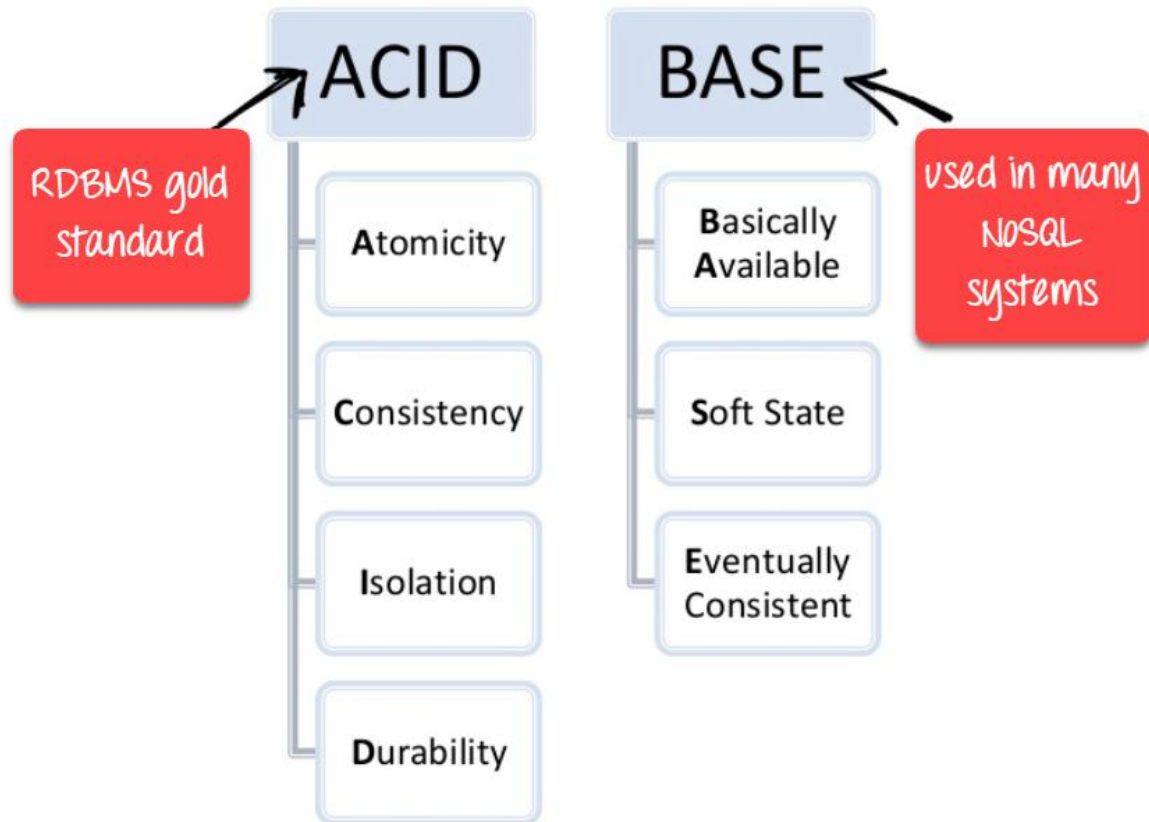 ACID
BASE
RDBMS gold
standard
used in many
NoSQL
systems
Atomicity
Consistency
Isolation
Durability
Basically
Available
Soft State
Eventually
Consistent